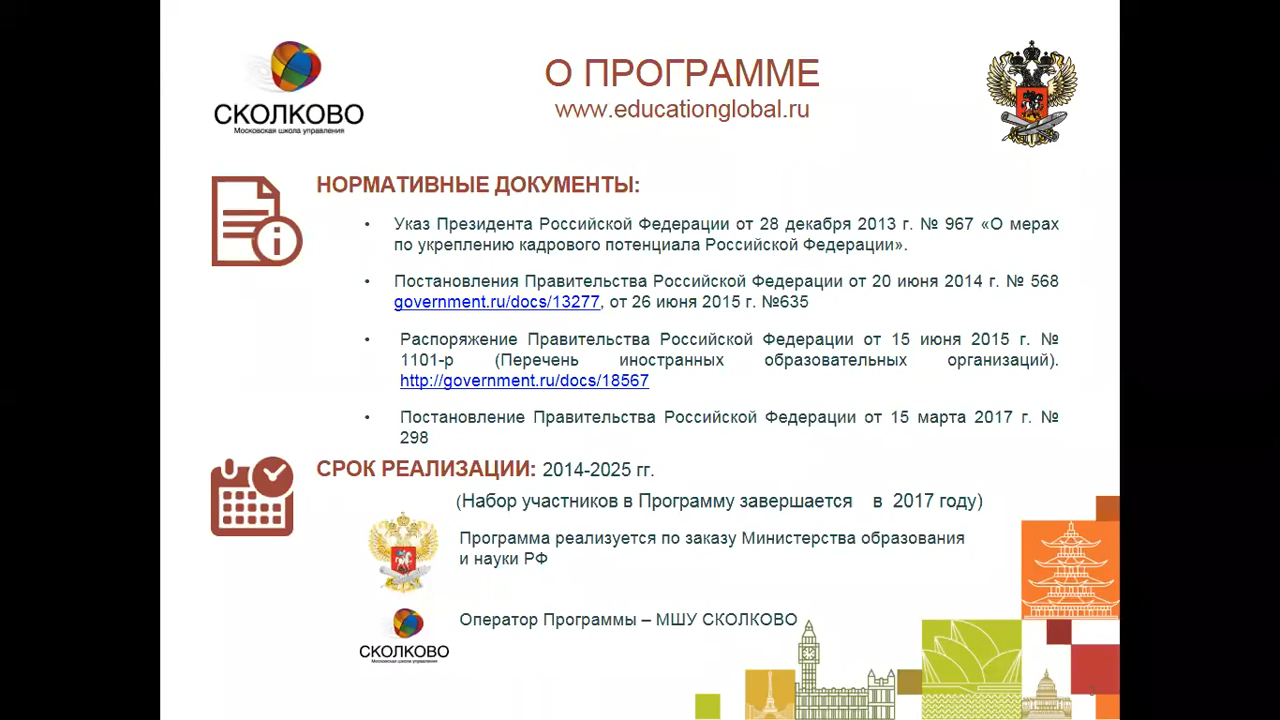 СКОЛКОВО
Московская школа управления
О ПРОГРАММЕ
www.educationglobal.ru
НОРМАТИВНЫЕ ДОКУМЕНТЫ:
• Указ Президента Российской Федерации от 28 декабря 2013 г. № 967 «О мерах
по укреплению кадрового потенциала Российской Федерации».
• Постановления Правительства Российской Федерации от 20 июня 2014 г. № 568
government.ru/docs/13277, от 26 июня 2015 г. №635
• Распоряжение Правительства Российской Федерации от 15 июня 2015 г. №
1101-р (Перечень иностранных образовательных организаций).
http://government.ru/docs/18567
• Постановление Правительства Российской Федерации от 15 марта 2017 г. №
298
СРОК РЕАЛИЗАЦИИ: 2014-2025 гг.
(Набор участников в Программу завершается в 2017 году)
Программа реализуется по заказу Министерства образования
и науки РФ
Оператор Программы – МШУ СКОЛКОВО
СКОЛКОВО
Московская школа управления
3